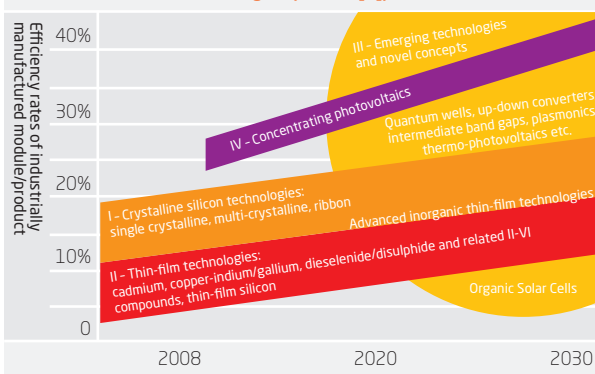 Efficiency rates of industrially
manufactured module/product
40%
30%
20%
10%
0
III - Emerging technologies
and novel concepts
IV - Concentrating photovoltaics
Quantum wells, up-down converters
intermediate band gaps, plasmonics
thermo-photovoltaics etc.
I - Crystalline silicon technologies:
single crystalline, multi-crystalline, ribbon
Advanced inorganic thin-film technologies
II - Thin-film technologies:
cadmium, copper-indium/gallium, dieselenide/disulphide and related II-VI
compounds, thin-film silicon
Organic Solar Cells
2008
2020
2030